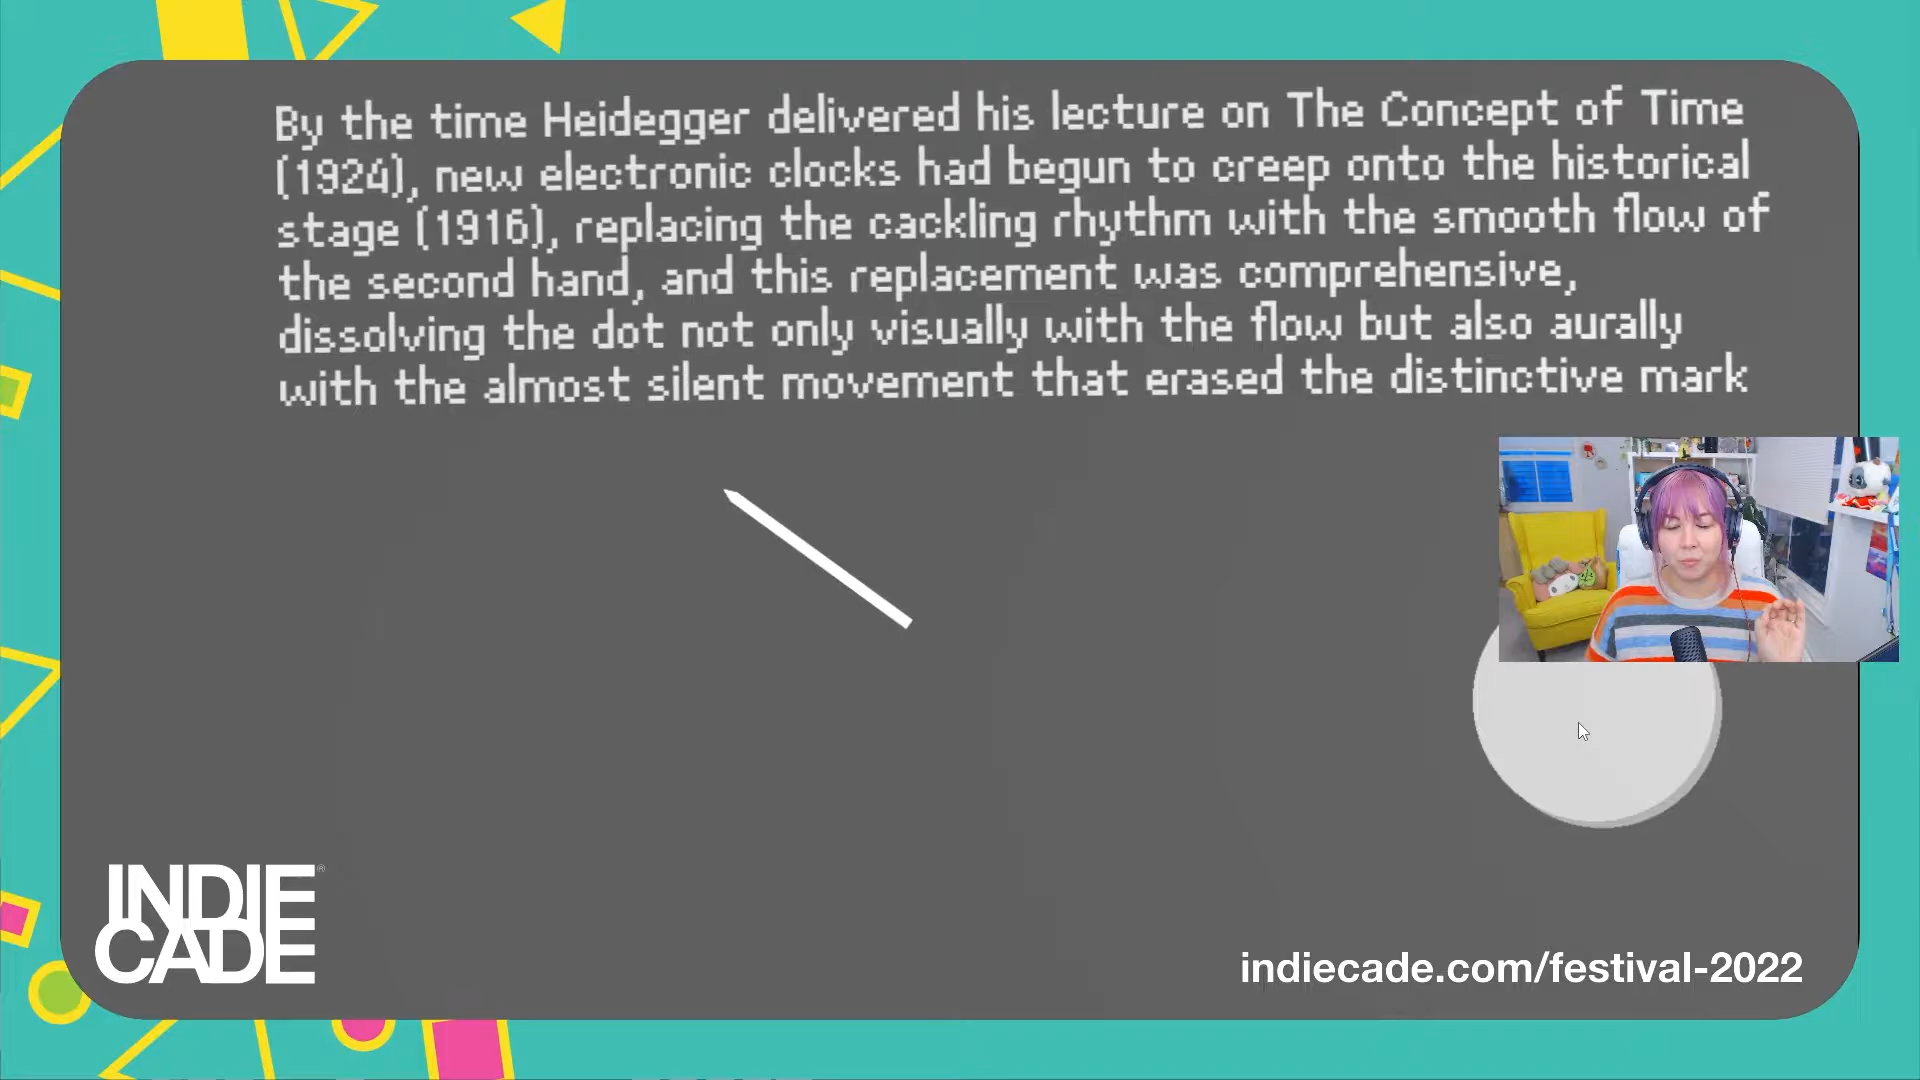 By the time Heidegger delivered his lecture on The Concept of Time
(1924), new electronic clocks had begun to creep onto the historical
stage (1916), replacing the cackling rhythm with the smooth flow of
the second hand, and this replacement was comprehensive,
dissolving the dot not only visually with the flow but also aurally
with the almost silent movement that erased the distinctive mark
INDIE
CADE®
indiecade.com/festival-2022